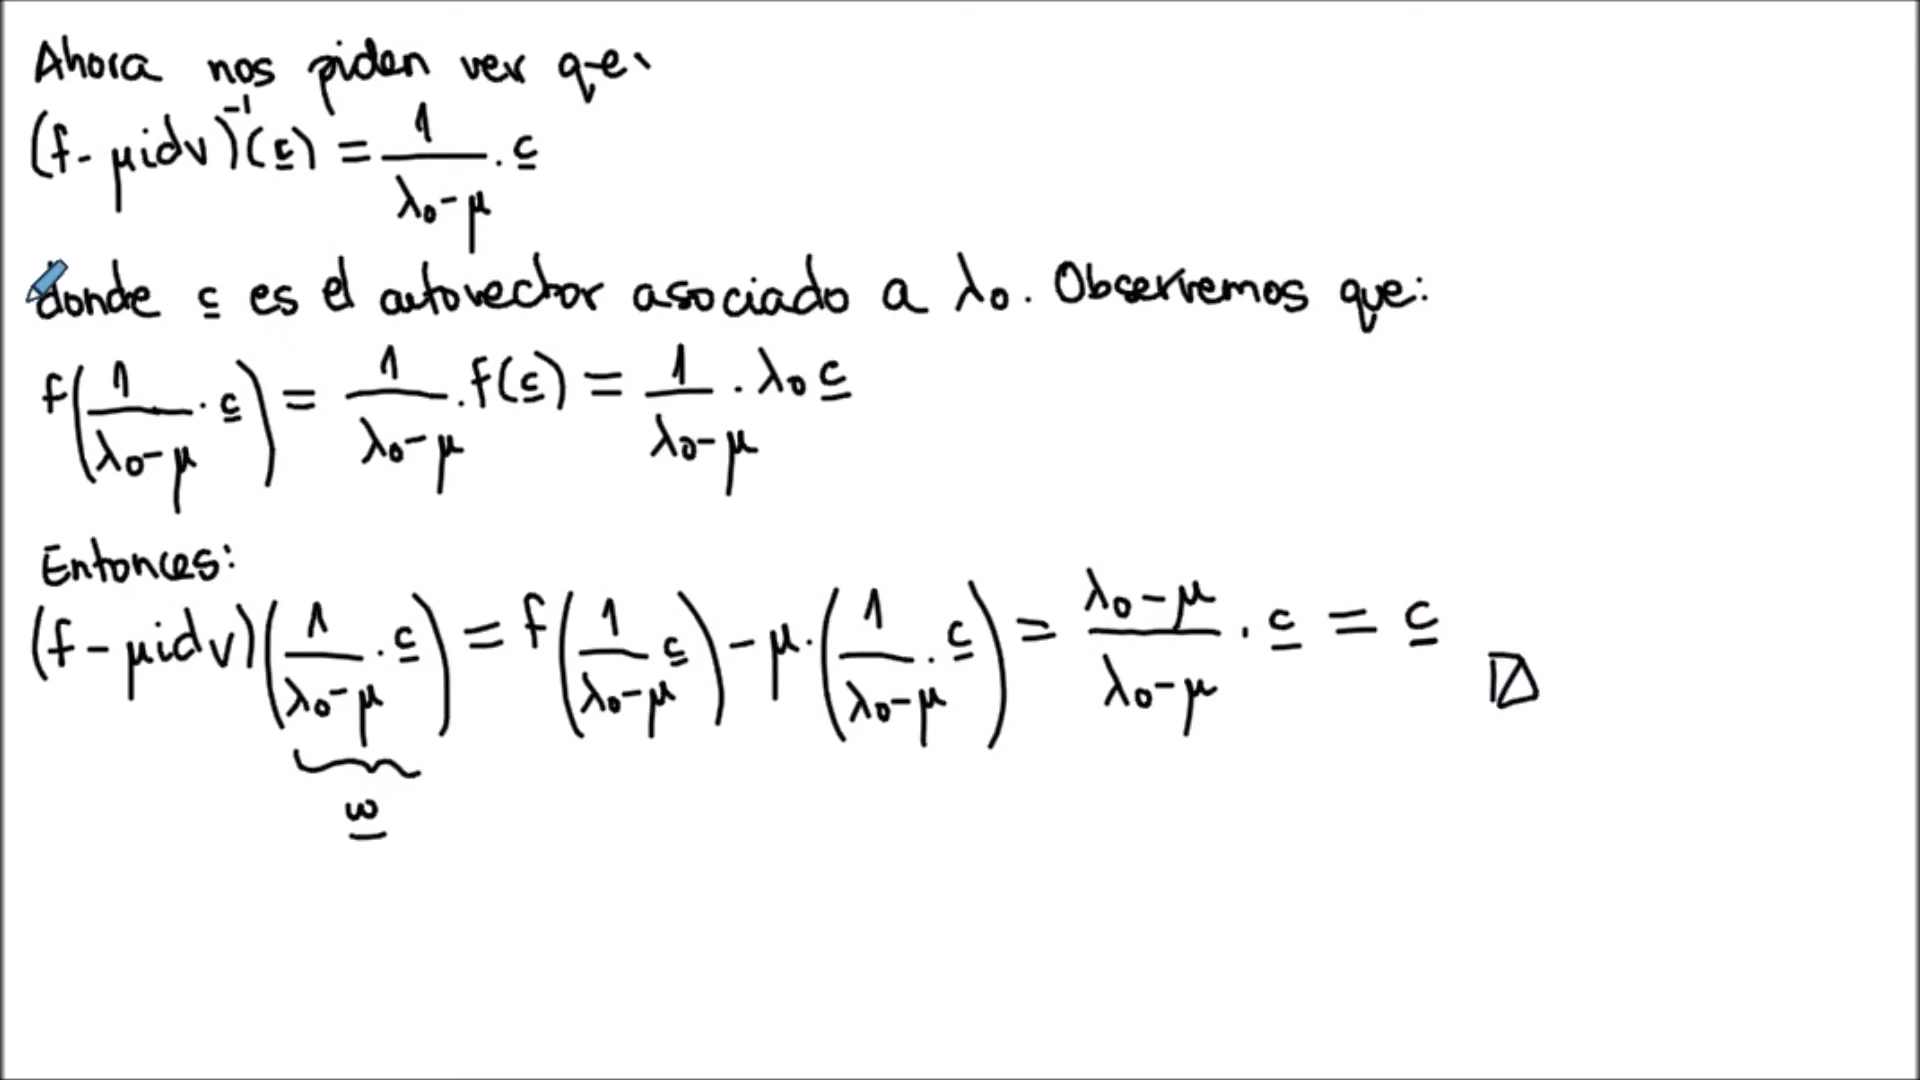 Ahora nos piden ver que:
(f - μidv)⁻¹(c̲) = 1/(λ₀-μ) · c̲
donde c̲ es el autovector asociado a λ₀. Observemos que:
f(1/(λ₀-μ) · c̲) = 1/(λ₀-μ) · f(c̲) = 1/(λ₀-μ) · λ₀ c̲
Entonces:
(f - μidv)(1/(λ₀-μ) · c̲) = f(1/(λ₀-μ) c̲) - μ · (1/(λ₀-μ) · c̲) = (λ₀-μ)/(λ₀-μ) · c̲ = c̲
w̲